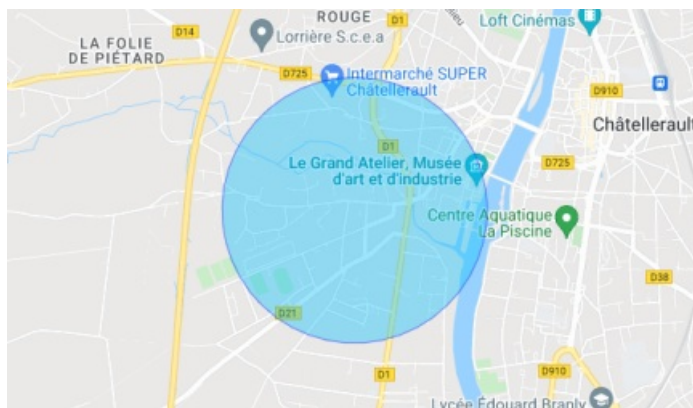 ROUGE
D1
Loft Cinémas
D14
Lorrière S.c.e.a
LA FOLIE
DE PIÉTARD
D725
Intermarché SUPER
Châtellerault
D910
Châtellerault
D1
Le Grand Atelier, Musée
d'art et d'industrie
D725
Centre Aquatique
La Piscine
D38
D21
D1
D910
Lycée Édouard Branly